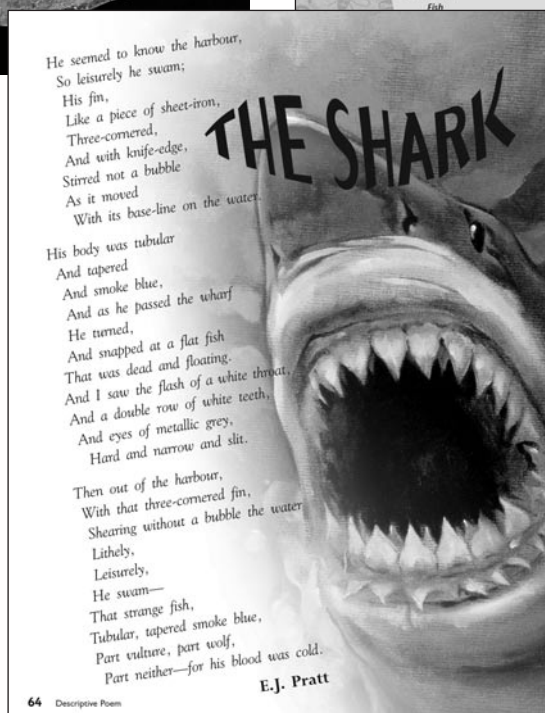 Fish
THE SHARK
He seemed to know the harbour,
So leisurely he swam;
His fin,
Like a piece of sheet-iron,
Three-cornered,
And with knife-edge,
Stirred not a bubble
As it moved
With its base-line on the water.
His body was tubular
And tapered
And smoke blue,
And as he passed the wharf
He turned,
And snapped at a flat fish
That was dead and floating.
And I saw the flash of a white throat,
And a double row of white teeth,
And eyes of metallic grey,
Hard and narrow and slit.
Then out of the harbour,
With that three-cornered fin,
Shearing without a bubble the water
Lithely,
Leisurely,
He swam—
That strange fish,
Tubular, tapered smoke blue,
Part vulture, part wolf,
Part neither—for his blood was cold.
E.J. Pratt
64 Descriptive Poem